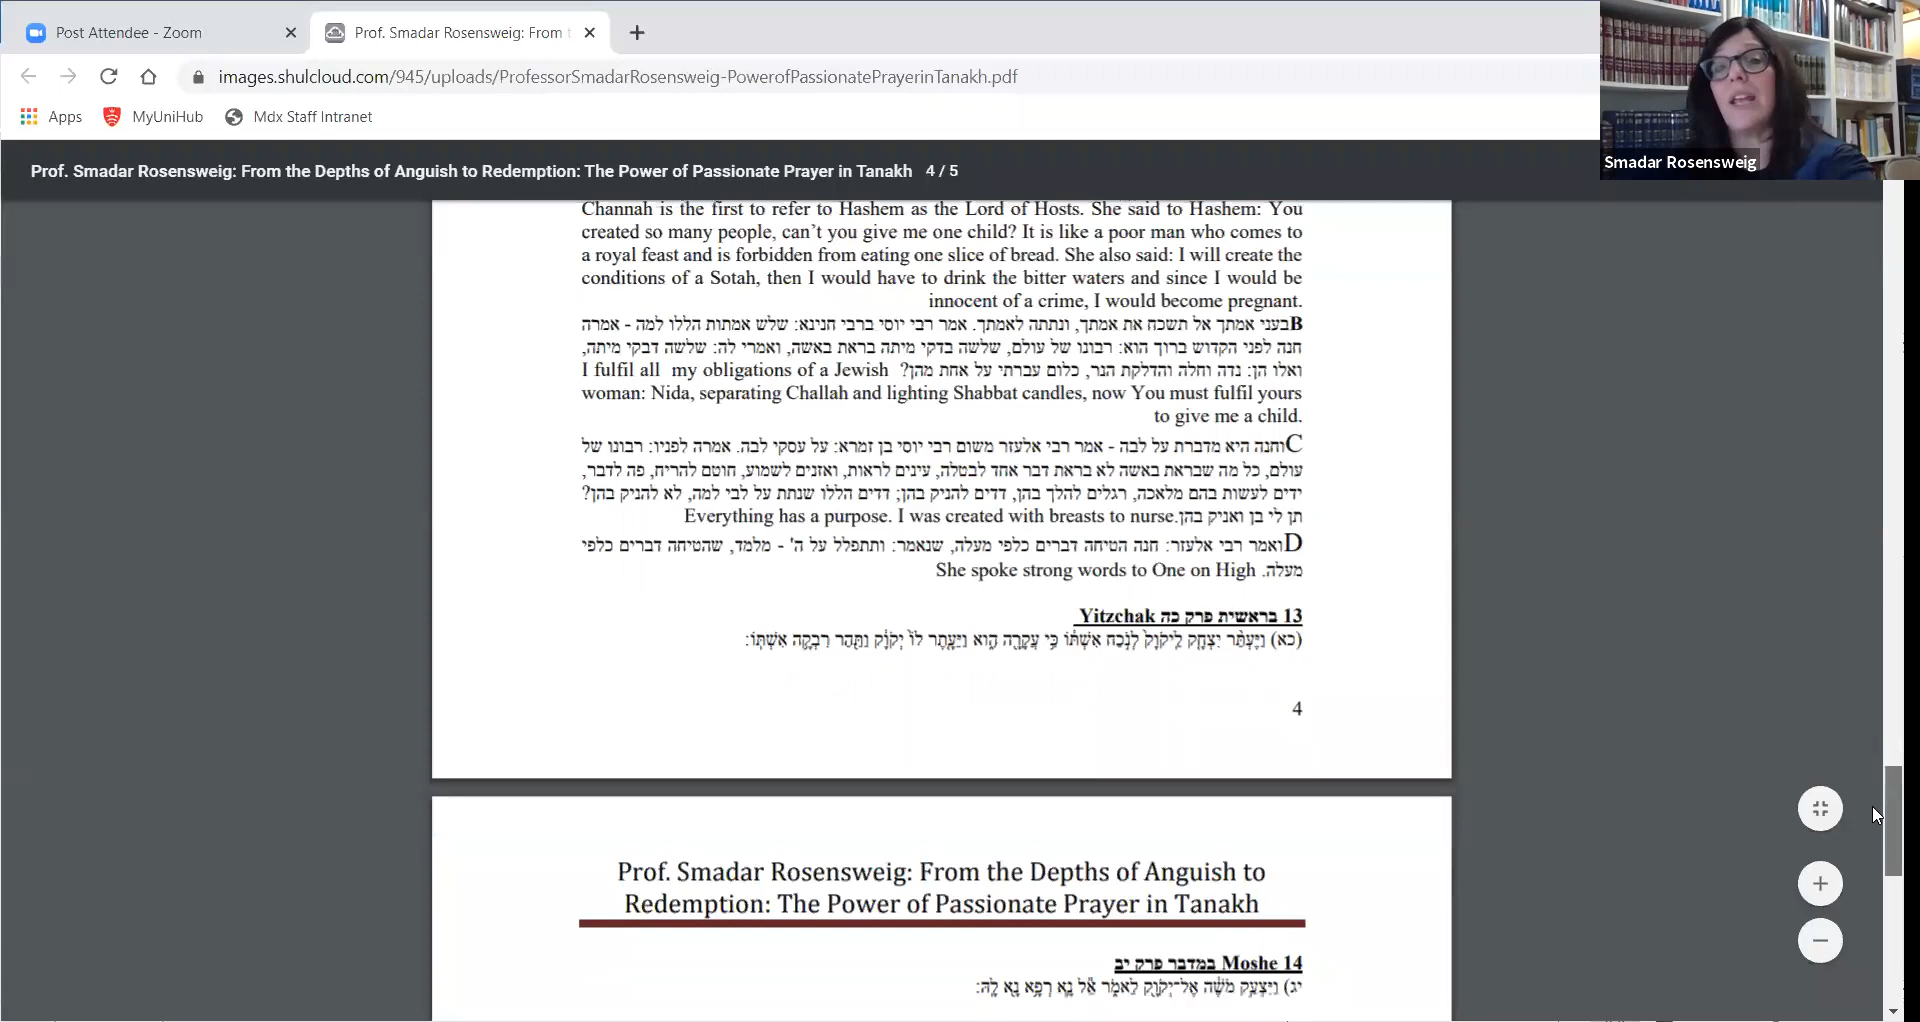 Post Attendee - Zoom
Prof. Smadar Rosensweig: From
images.shulcloud.com/945/uploads/ProfessorSmadarRosensweig-PowerofPassionatePrayerinTanakh.pdf
Apps MyUniHub Mdx Staff Intranet
Smadar Rosensweig
Prof. Smadar Rosensweig: From the Depths of Anguish to Redemption: The Power of Passionate Prayer in Tanakh 4 / 5
Channah is the first to refer to Hashem as the Lord of Hosts. She said to Hashem: You
created so many people, can't you give me one child? It is like a poor man who comes to
a royal feast and is forbidden from eating one slice of bread. She also said: I will create the
conditions of a Sotah, then I would have to drink the bitter waters and since I would be
innocent of a crime, I would become pregnant.
Bבעני אמתך אל תשכח את אמתך, ונתתה לאמתך. אמר רבי יוסי ברבי חנינא: שלש אמתות הללו למה - אמרה
חנה לפני הקדוש ברוך הוא: רבונו של עולם, שלשה בדקי מיתה בראת באשה, ואמרי לה: שלשה דבקי מיתה,
ואלו הן: נדה וחלה והדלקת הנר, כלום עברתי על אחת מהן? I fulfil all my obligations of a Jewish
woman: Nida, separating Challah and lighting Shabbat candles, now You must fulfil yours
to give me a child.
Cוחנה היא מדברת על לבה - אמר רבי אלעזר משום רבי יוסי בן זמרא: על עסקי לבה. אמרה לפניו: רבונו של
עולם, כל מה שבראת באשה לא בראת דבר אחד לבטלה, עינים לראות, ואזנים לשמוע, חוטם להריח, פה לדבר,
ידים לעשות בהם מלאכה, רגלים להלך בהן, דדים להניק בהן; דדים הללו שנתת על לבי למה, לא להניק בהן?
תן לי בן ואניק בהן.Everything has a purpose. I was created with breasts to nurse
Dואמר רבי אלעזר: חנה הטיחה דברים כלפי מעלה, שנאמר: ותתפלל על ה' - מלמד, שהטיחה דברים כלפי
מעלה. She spoke strong words to One on High
13 בראשית פרק כה Yitzchak
(כא) וַיֶּעְתַּ֨ר יִצְחָ֤ק לַֽיקֹוָק֙ לְנֹ֣כַח אִשְׁתּ֔וֹ כִּ֥י עֲקָרָ֖ה הִ֑וא וַיֵּעָ֤תֶר לוֹ֙ יְקֹוָ֔ק וַתַּ֖הַר רִבְקָ֥ה אִשְׁתּֽוֹ:
4
Prof. Smadar Rosensweig: From the Depths of Anguish to
Redemption: The Power of Passionate Prayer in Tanakh
14 Moshe במדבר פרק יב
יג) וַיִּצְעַ֣ק מֹשֶׁ֔ה אֶל־יְקֹוָ֖ק לֵאמֹ֑ר אֵ֕ל נָ֛א רְפָ֥א נָ֖א לָֽהּ: